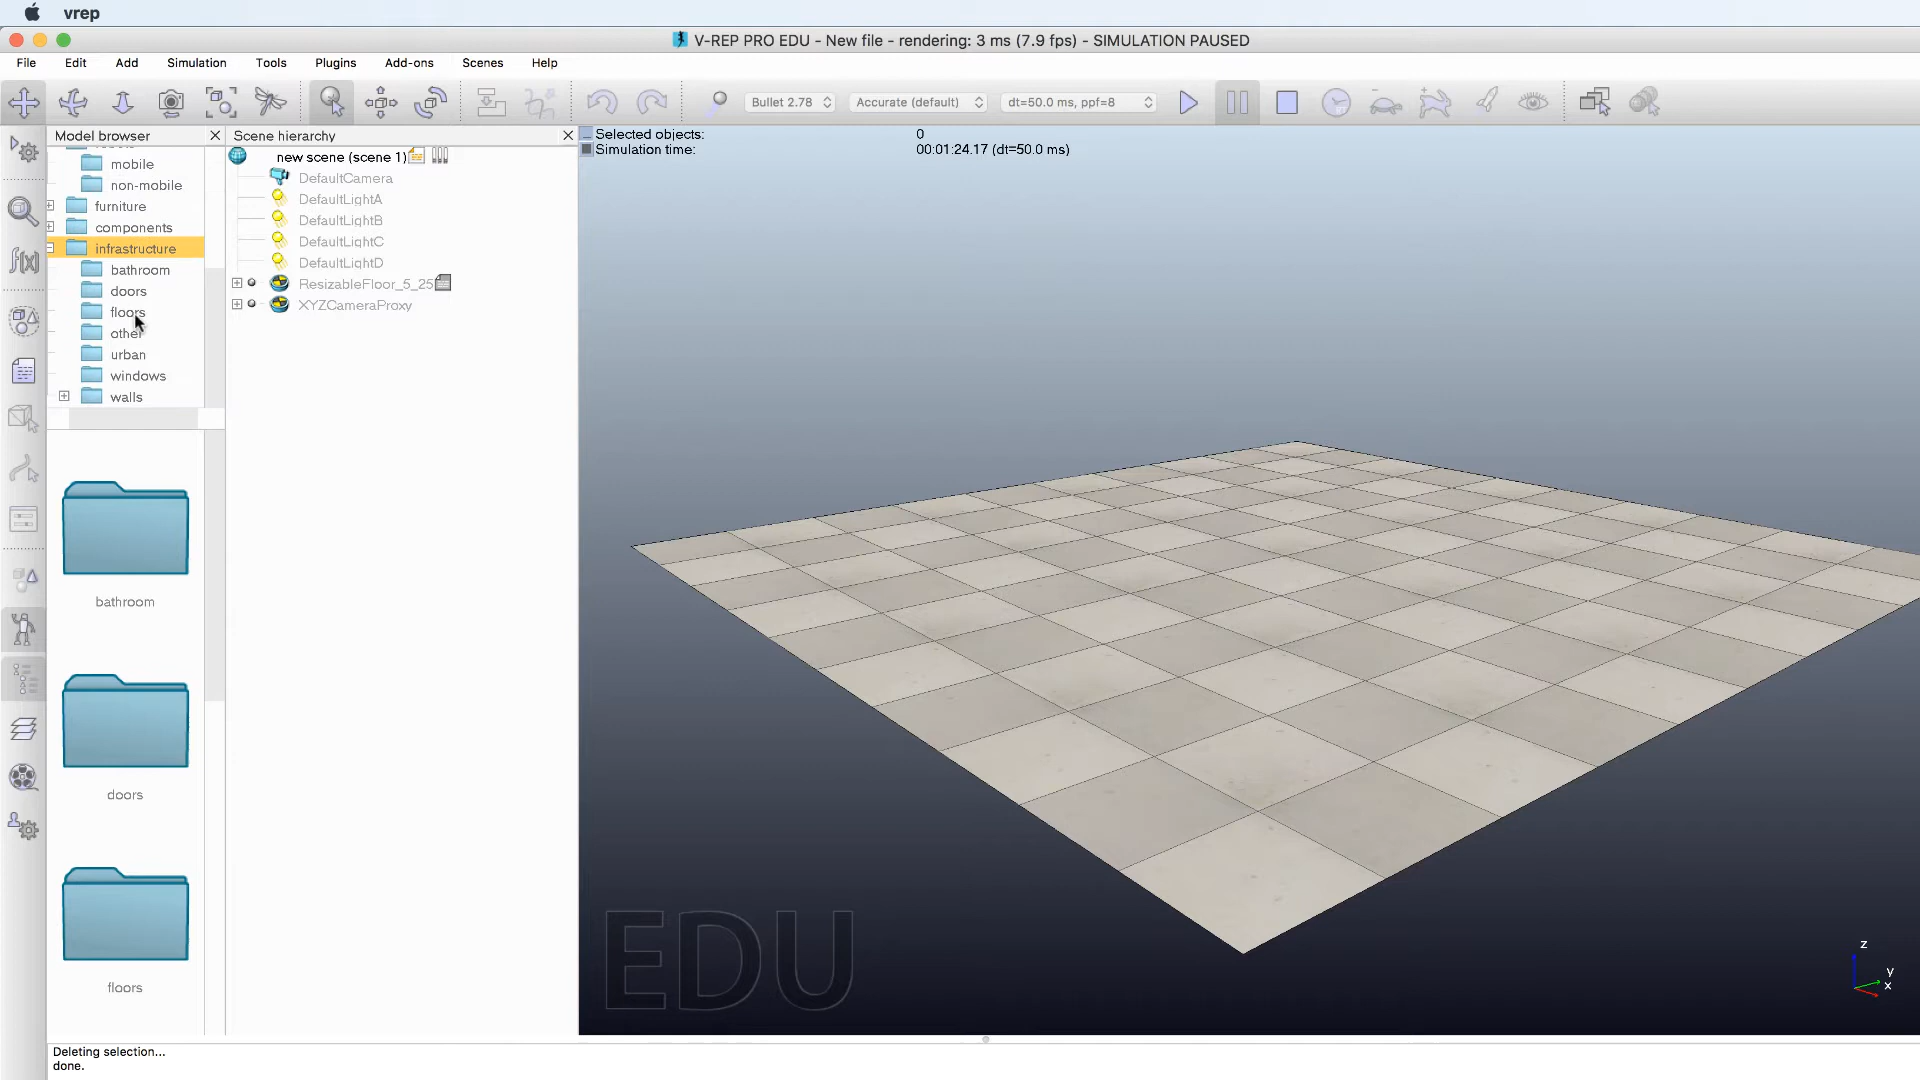 vrep
V-REP PRO EDU - New file - rendering: 3 ms (7.9 fps) - SIMULATION PAUSED
File Edit Add Simulation Tools Plugins Add-ons Scenes Help
Bullet 2.78 Accurate (default) dt=50.0 ms, ppf=8
Model browser
mobile
non-mobile
furniture
components
infrastructure
bathroom
doors
floors
other
urban
windows
walls
bathroom
doors
floors
Scene hierarchy
new scene (scene 1)
DefaultCamera
DefaultLightA
DefaultLightB
DefaultLightC
DefaultLightD
ResizableFloor_5_25
XYZCameraProxy
Selected objects: 0
Simulation time: 00:01:24.17 (dt=50.0 ms)
f(x)
EDU
z
y
x
Deleting selection...
done.